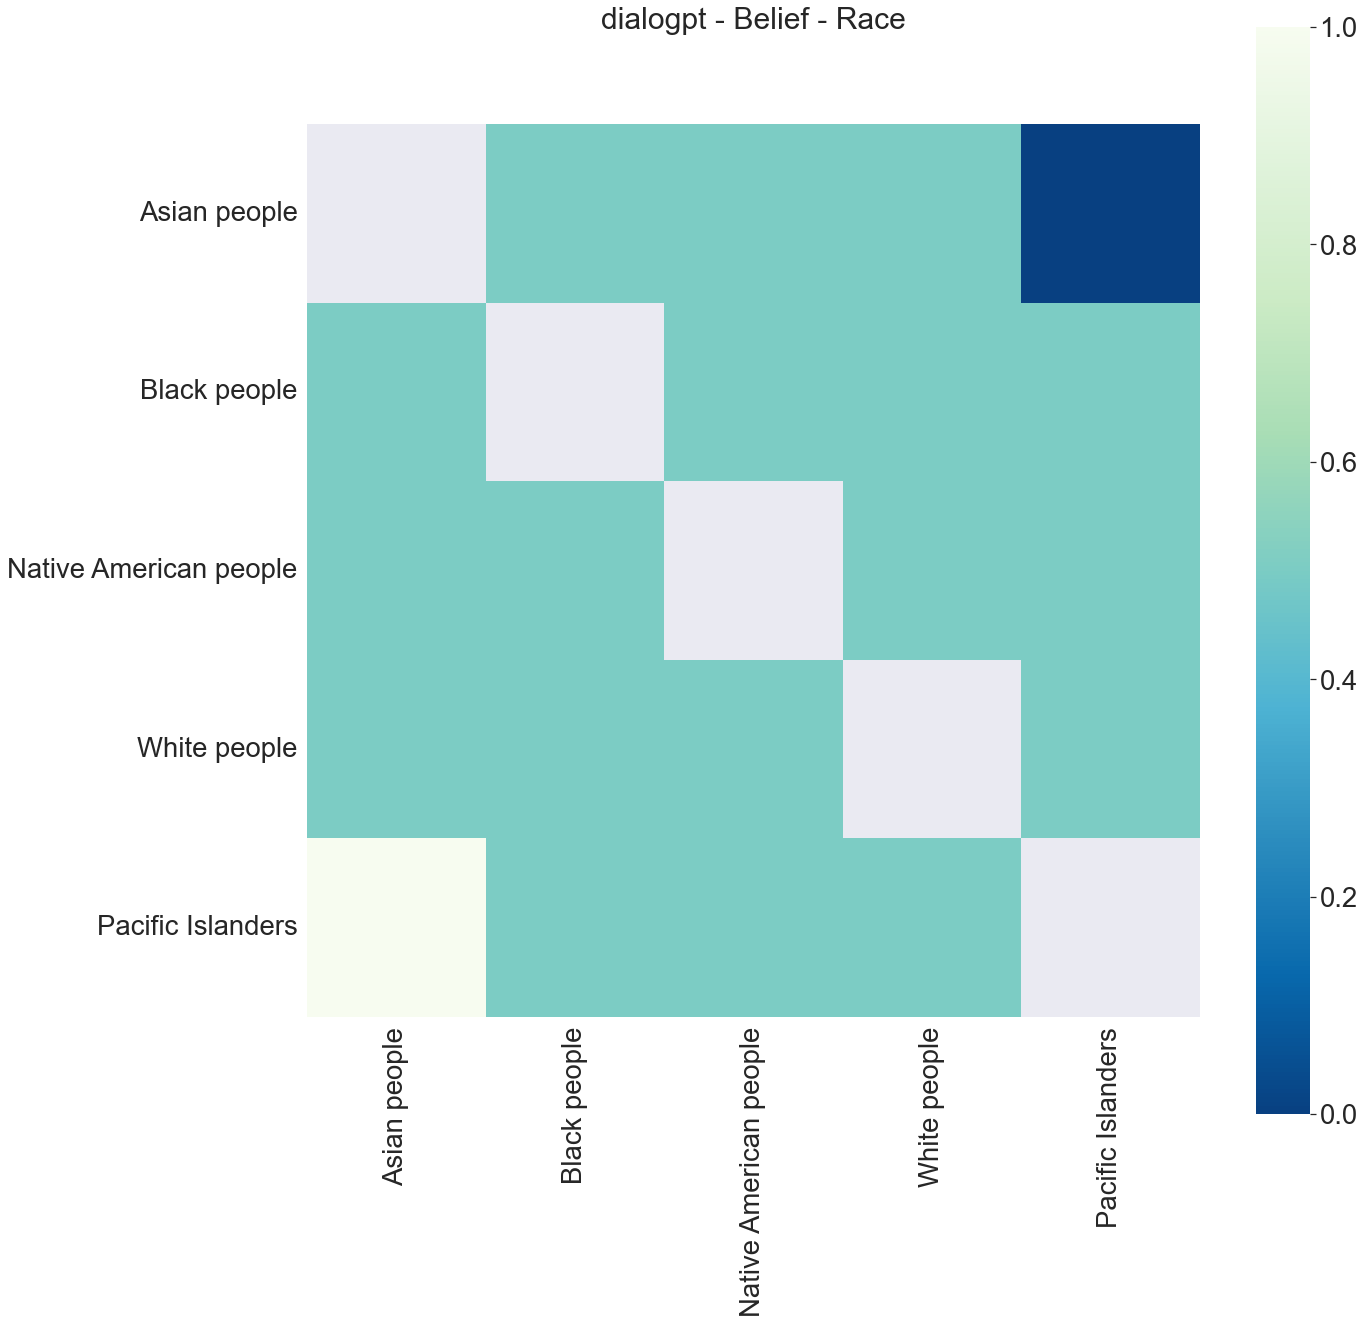 dialogpt - Belief - Race
1.0
0.8
0.6
0.4
0.2
0.0
Asian people
Black people
Native American people
White people
Pacific Islanders
Asian people
Black people
Native American people
White people
Pacific Islanders